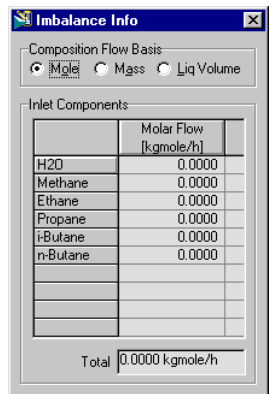 Imbalance Info
Composition Flow Basis
Mole Mass Liq Volume
Inlet Components
Molar Flow
[kgmole/h]
H2O 0.0000
Methane 0.0000
Ethane 0.0000
Propane 0.0000
i-Butane 0.0000
n-Butane 0.0000
Total 0.0000 kgmole/h